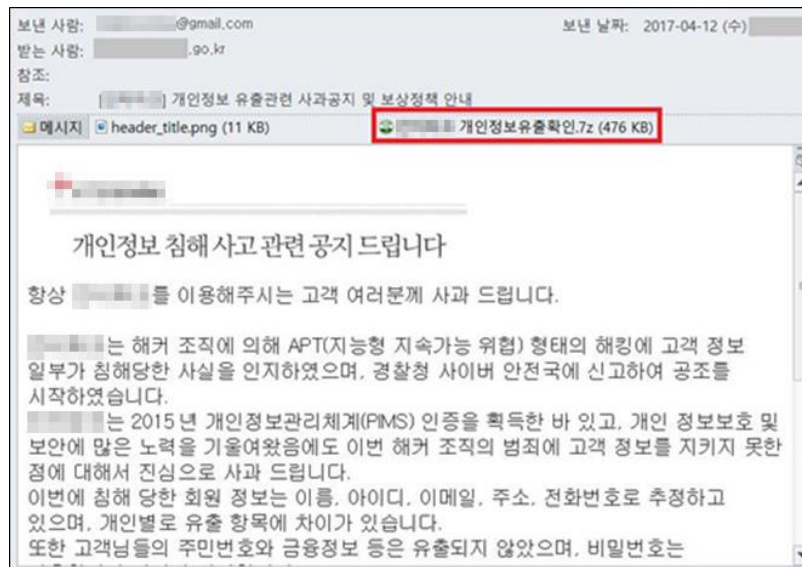 보낸 사람: @gmail.com 보낸 날짜: 2017-04-12 (수)
받는 사람: .go.kr
참조:
제목: [ ] 개인정보 유출관련 사과공지 및 보상정책 안내
메시지 header_title.png (11 KB) 개인정보유출확인.7z (476 KB)
개인정보 침해 사고 관련 공지 드립니다
항상 를 이용해주시는 고객 여러분께 사과 드립니다.
는 해커 조직에 의해 APT(지능형 지속가능 위협) 형태의 해킹에 고객 정보
일부가 침해당한 사실을 인지하였으며, 경찰청 사이버 안전국에 신고하여 공조를
시작하였습니다.
는 2015년 개인정보관리체계(PIMS) 인증을 획득한 바 있고, 개인 정보보호 및
보안에 많은 노력을 기울여왔음에도 이번 해커 조직의 범죄에 고객 정보를 지키지 못한
점에 대해서 진심으로 사과 드립니다.
이번에 침해 당한 회원 정보는 이름, 아이디, 이메일, 주소, 전화번호로 추정하고
있으며, 개인별로 유출 항목에 차이가 있습니다.
또한 고객님들의 주민번호와 금융정보 등은 유출되지 않았으며, 비밀번호는